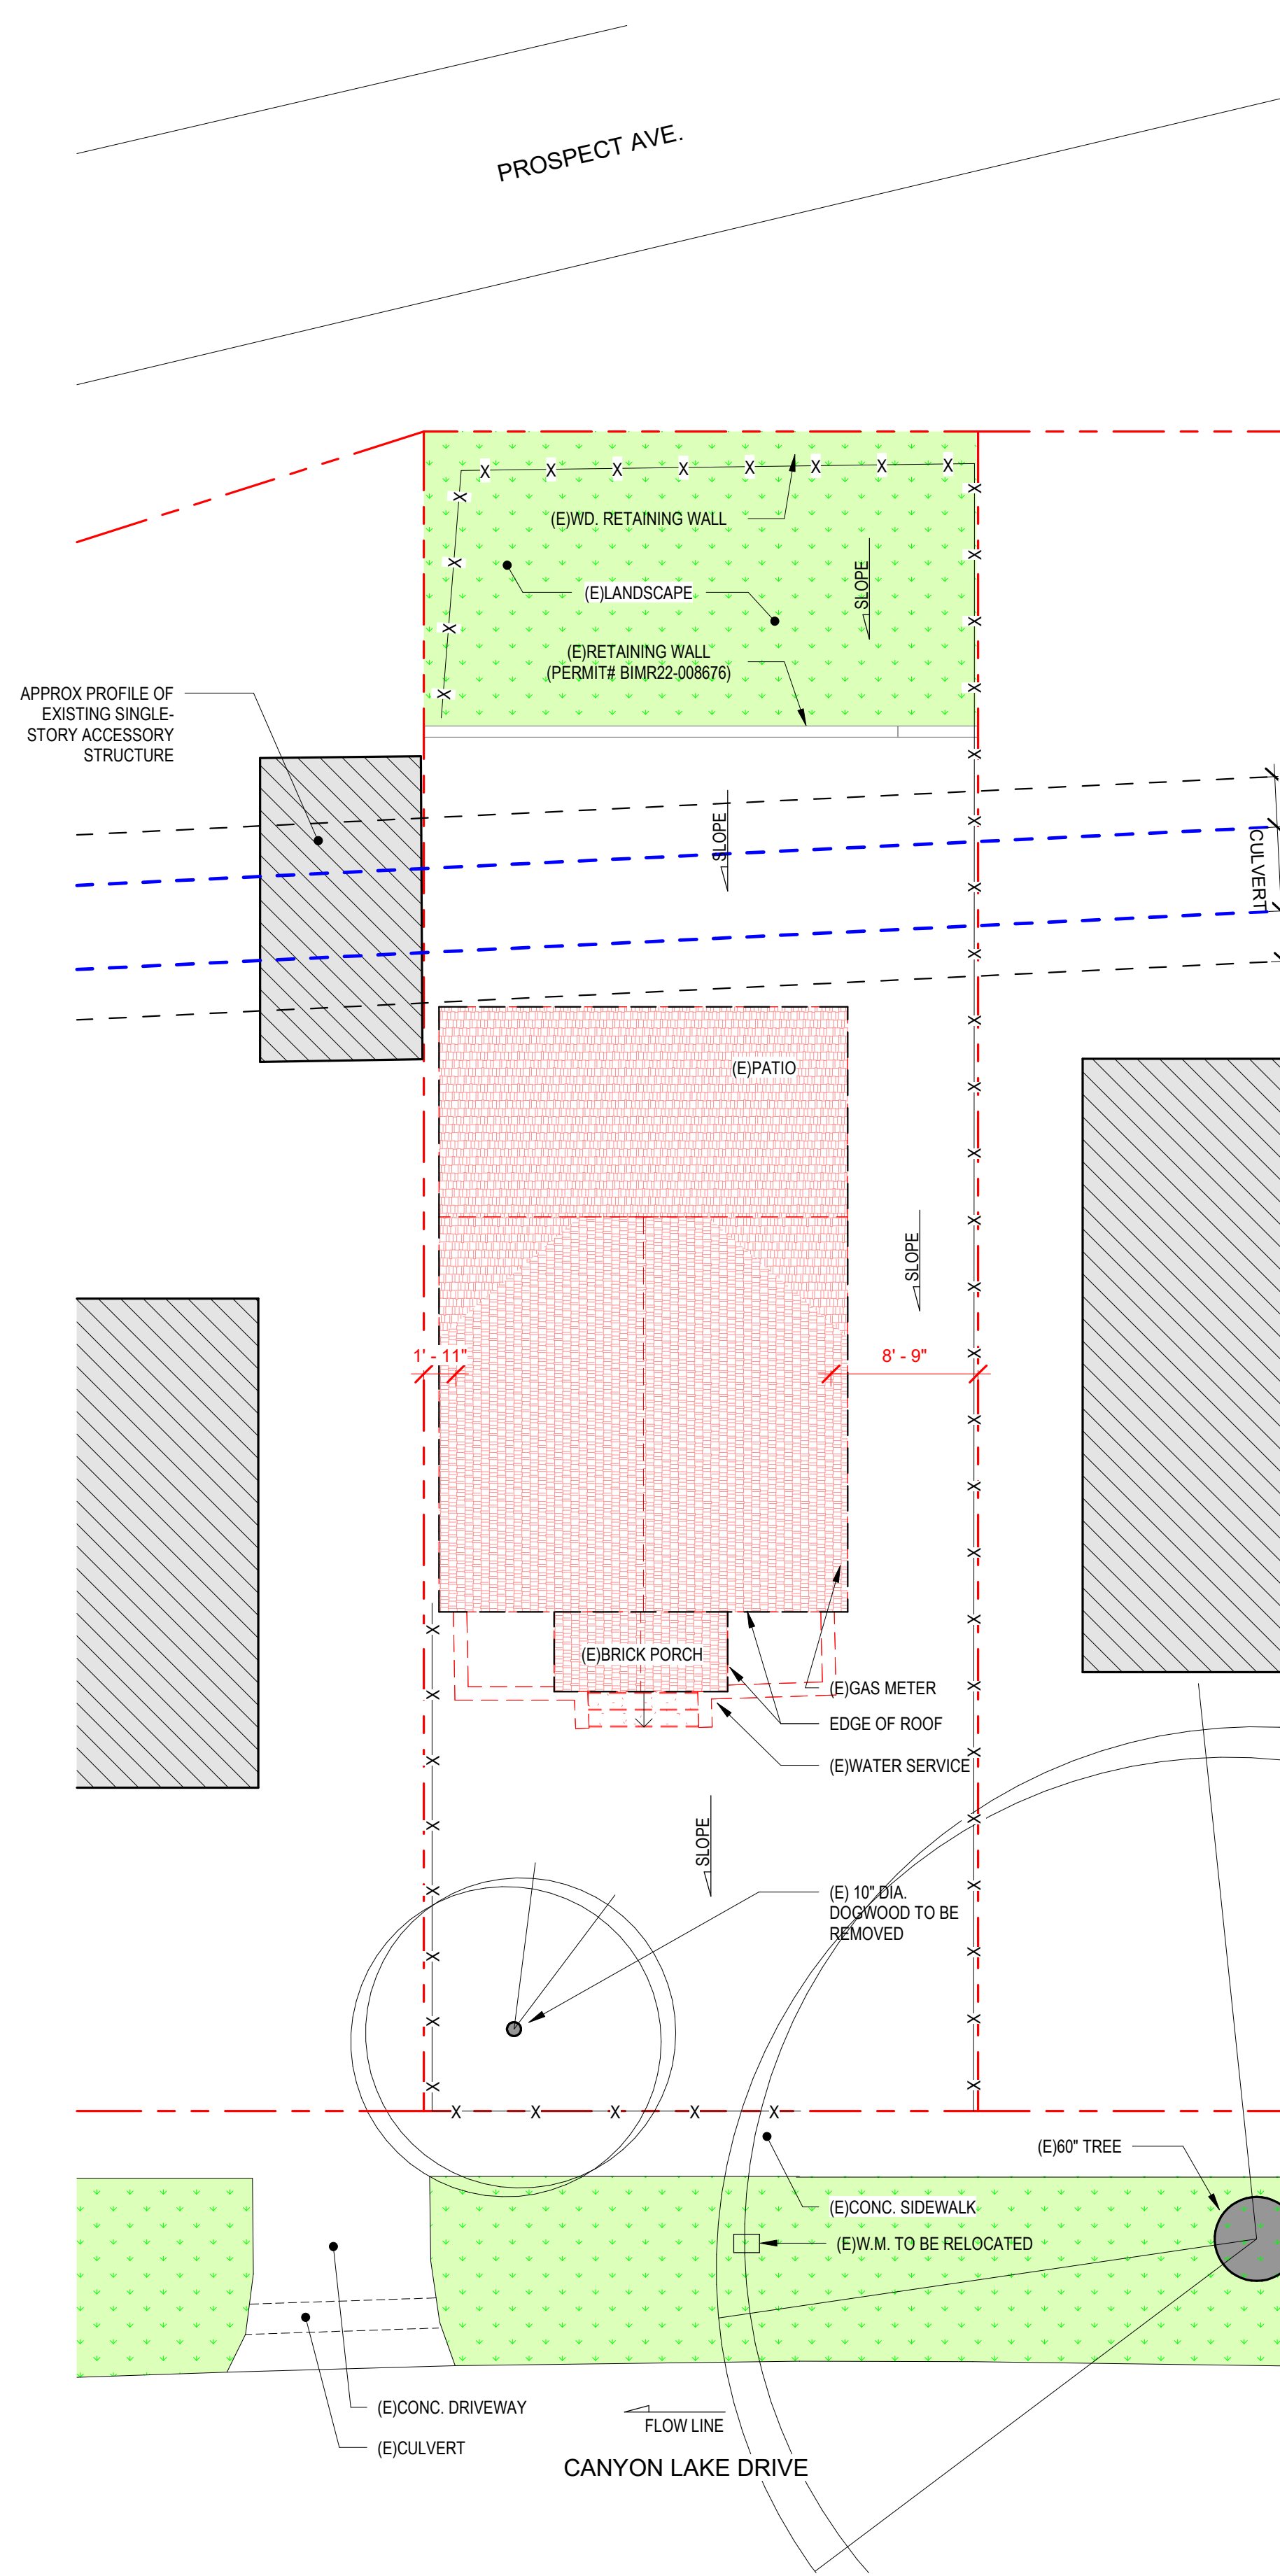 PROSPECT AVE.
(E)WD. RETAINING WALL
SLOPE
(E)LANDSCAPE
(E)RETAINING WALL
(PERMIT# BIMR22-008676)
APPROX PROFILE OF
EXISTING SINGLE-
STORY ACCESSORY
STRUCTURE
SLOPE
CULVERT
(E)PATIO
SLOPE
1' - 11"
8' - 9"
(E)BRICK PORCH
(E)GAS METER
EDGE OF ROOF
(E)WATER SERVICE
SLOPE
(E) 10" DIA.
DOGWOOD TO BE
REMOVED
(E)60" TREE
(E)CONC. SIDEWALK
(E)W.M. TO BE RELOCATED
(E)CONC. DRIVEWAY
FLOW LINE
(E)CULVERT
CANYON LAKE DRIVE